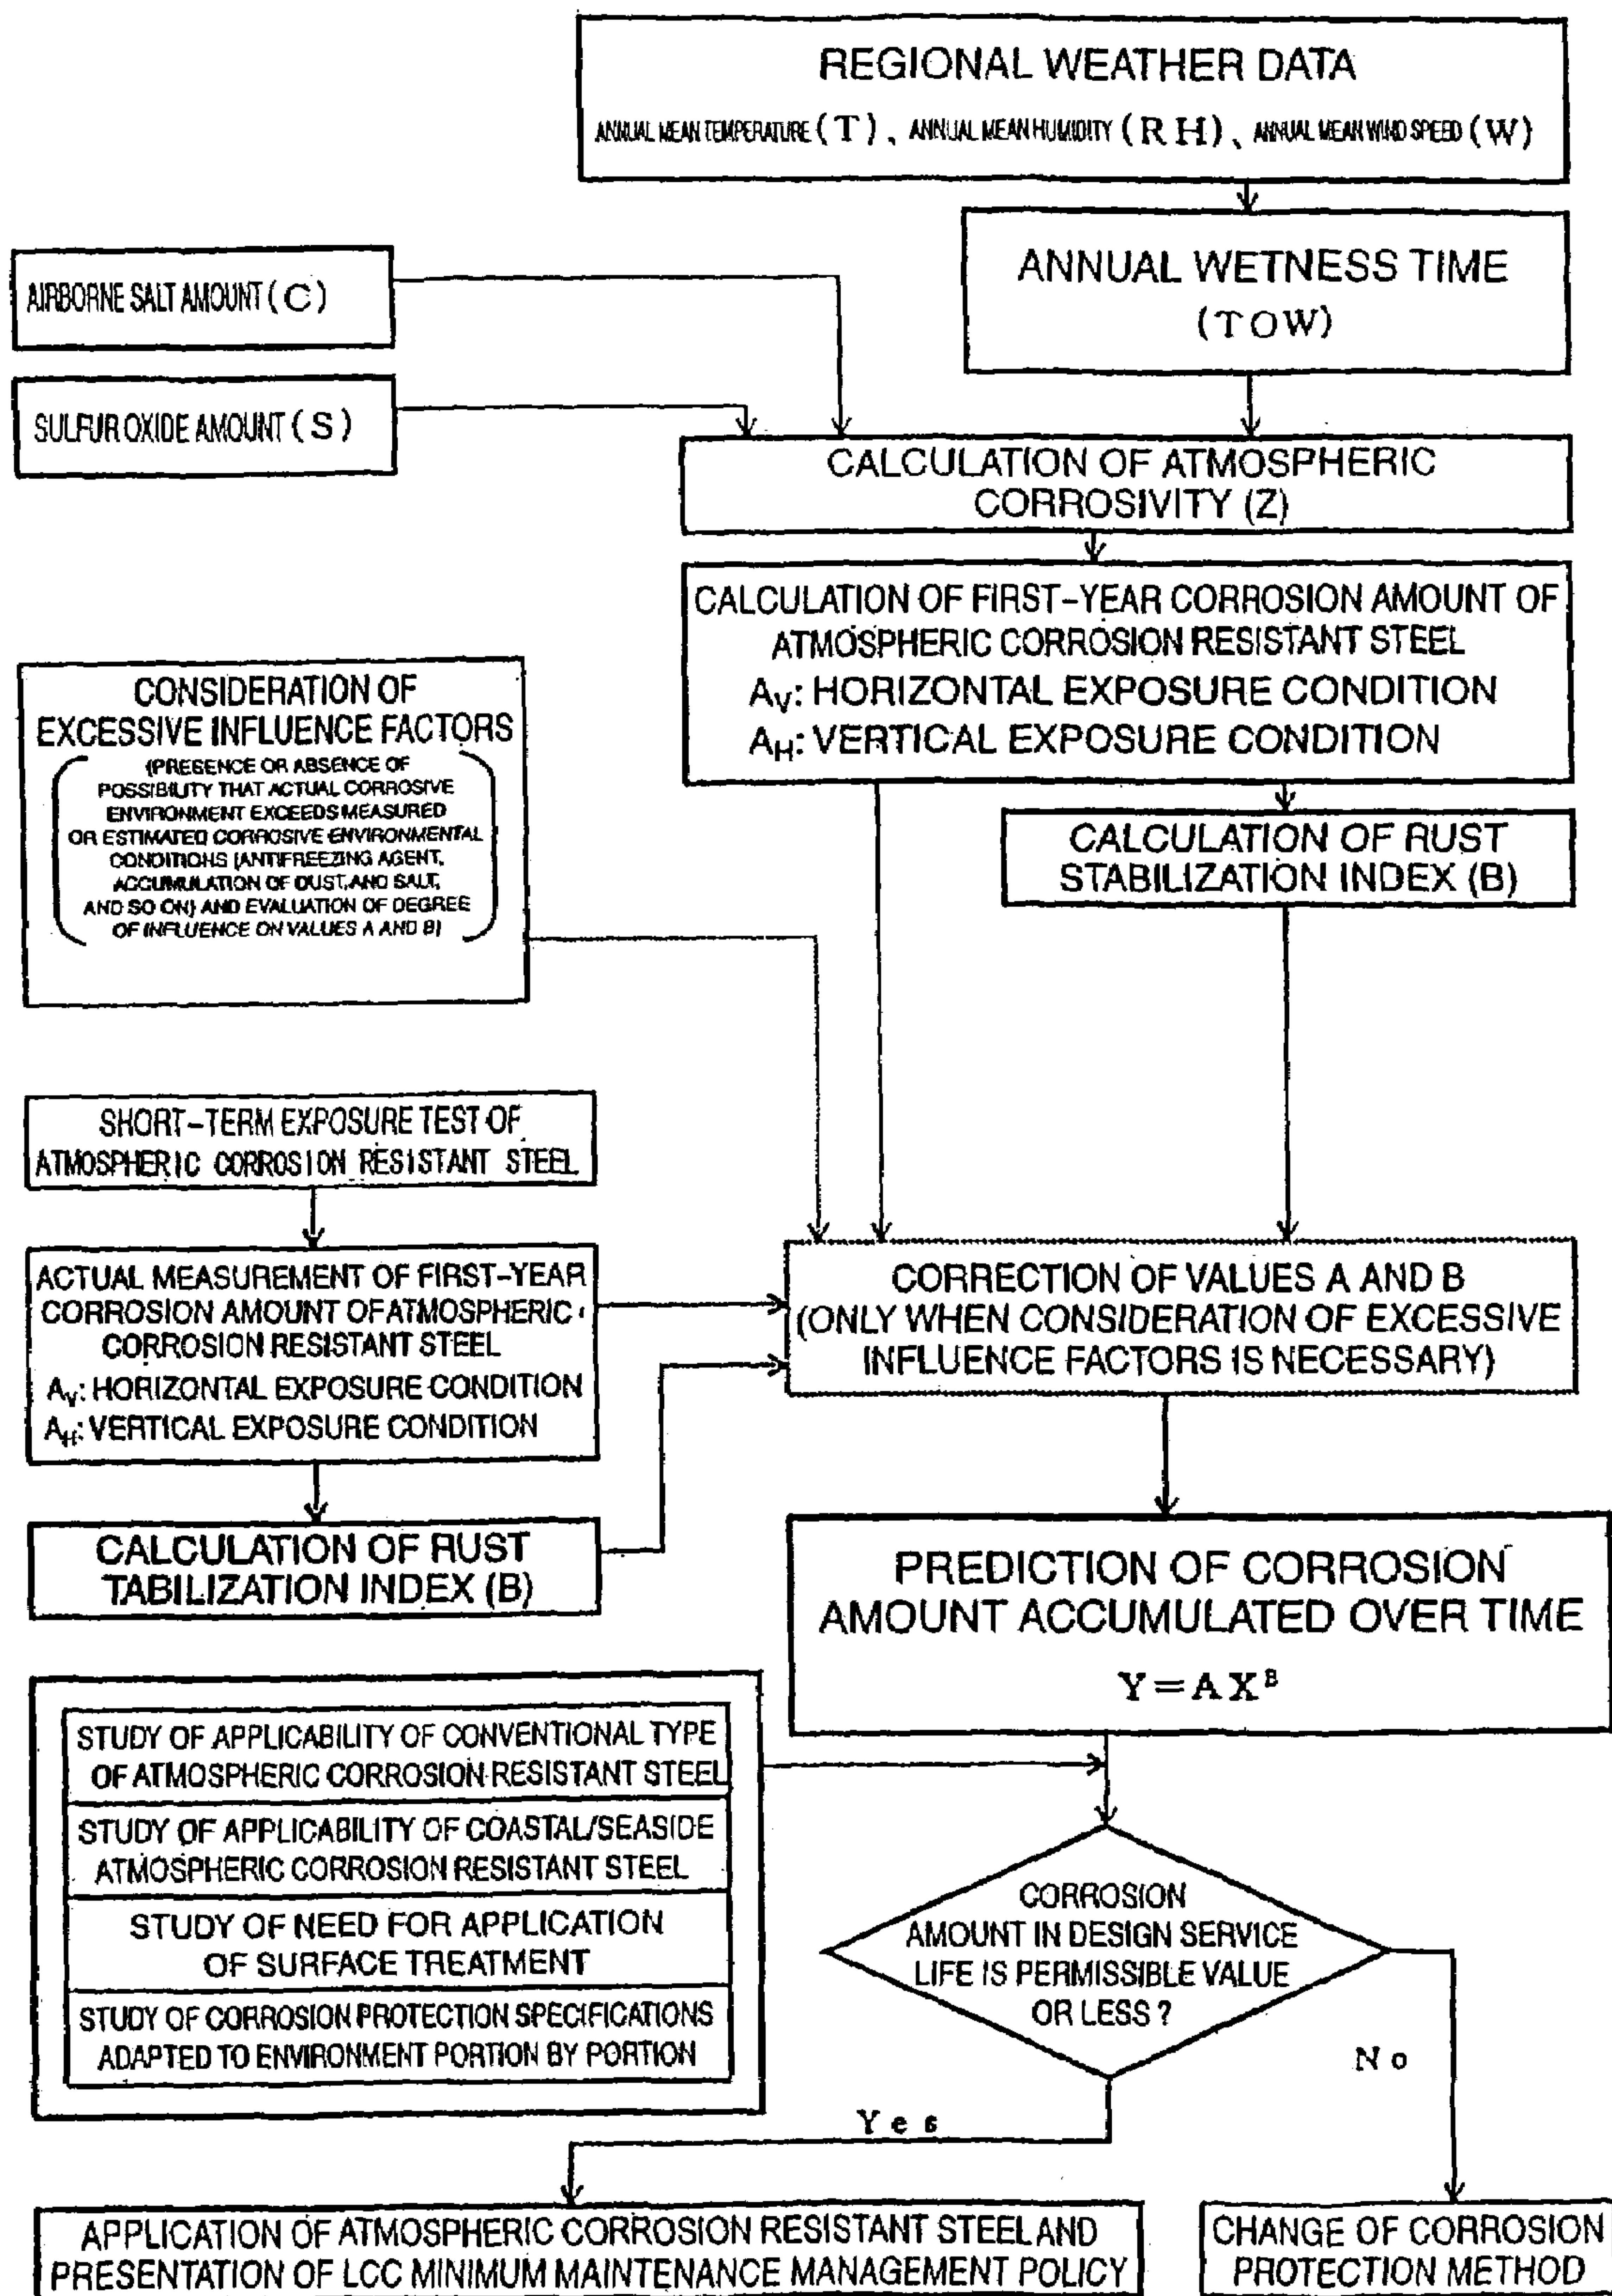 REGIONAL WEATHER DATA
ANNUAL MEAN TEMPERATURE (T), ANNUAL MEAN HUMIDITY (RH), ANNUAL MEAN WIND SPEED (W)
ANNUAL WETNESS TIME
(TOW)
AIRBORNE SALT AMOUNT (C)
SULFUR OXIDE AMOUNT (S)
CALCULATION OF ATMOSPHERIC
CORROSIVITY (Z)
CALCULATION OF FIRST-YEAR CORROSION AMOUNT OF
ATMOSPHERIC CORROSION RESISTANT STEEL
AV: HORIZONTAL EXPOSURE CONDITION
AH: VERTICAL EXPOSURE CONDITION
CONSIDERATION OF
EXCESSIVE INFLUENCE FACTORS
(PRESENCE OR ABSENCE OF
POSSIBILITY THAT ACTUAL CORROSIVE
ENVIRONMENT EXCEEDS MEASURED
OR ESTIMATED CORROSIVE ENVIRONMENTAL
CONDITIONS (ANTIFREEZING AGENT,
ACCUMULATION OF DUST, AND SALT,
AND SO ON) AND EVALUATION OF DEGREE
OF INFLUENCE ON VALUES A AND B)
CALCULATION OF RUST
STABILIZATION INDEX (B)
SHORT-TERM EXPOSURE TEST OF
ATMOSPHERIC CORROSION RESISTANT STEEL
ACTUAL MEASUREMENT OF FIRST-YEAR
CORROSION AMOUNT OF ATMOSPHERIC
CORROSION RESISTANT STEEL
AV: HORIZONTAL EXPOSURE CONDITION
AH: VERTICAL EXPOSURE CONDITION
CORRECTION OF VALUES A AND B
(ONLY WHEN CONSIDERATION OF EXCESSIVE
INFLUENCE FACTORS IS NECESSARY)
CALCULATION OF RUST
TABILIZATION INDEX (B)
PREDICTION OF CORROSION
AMOUNT ACCUMULATED OVER TIME
Y=AX^B
STUDY OF APPLICABILITY OF CONVENTIONAL TYPE
OF ATMOSPHERIC CORROSION RESISTANT STEEL
STUDY OF APPLICABILITY OF COASTAL/SEASIDE
ATMOSPHERIC CORROSION RESISTANT STEEL
STUDY OF NEED FOR APPLICATION
OF SURFACE TREATMENT
STUDY OF CORROSION PROTECTION SPECIFICATIONS
ADAPTED TO ENVIRONMENT PORTION BY PORTION
CORROSION
AMOUNT IN DESIGN SERVICE
LIFE IS PERMISSIBLE VALUE
OR LESS?
No
Yes
APPLICATION OF ATMOSPHERIC CORROSION RESISTANT STEEL AND
PRESENTATION OF LCC MINIMUM MAINTENANCE MANAGEMENT POLICY
CHANGE OF CORROSION
PROTECTION METHOD